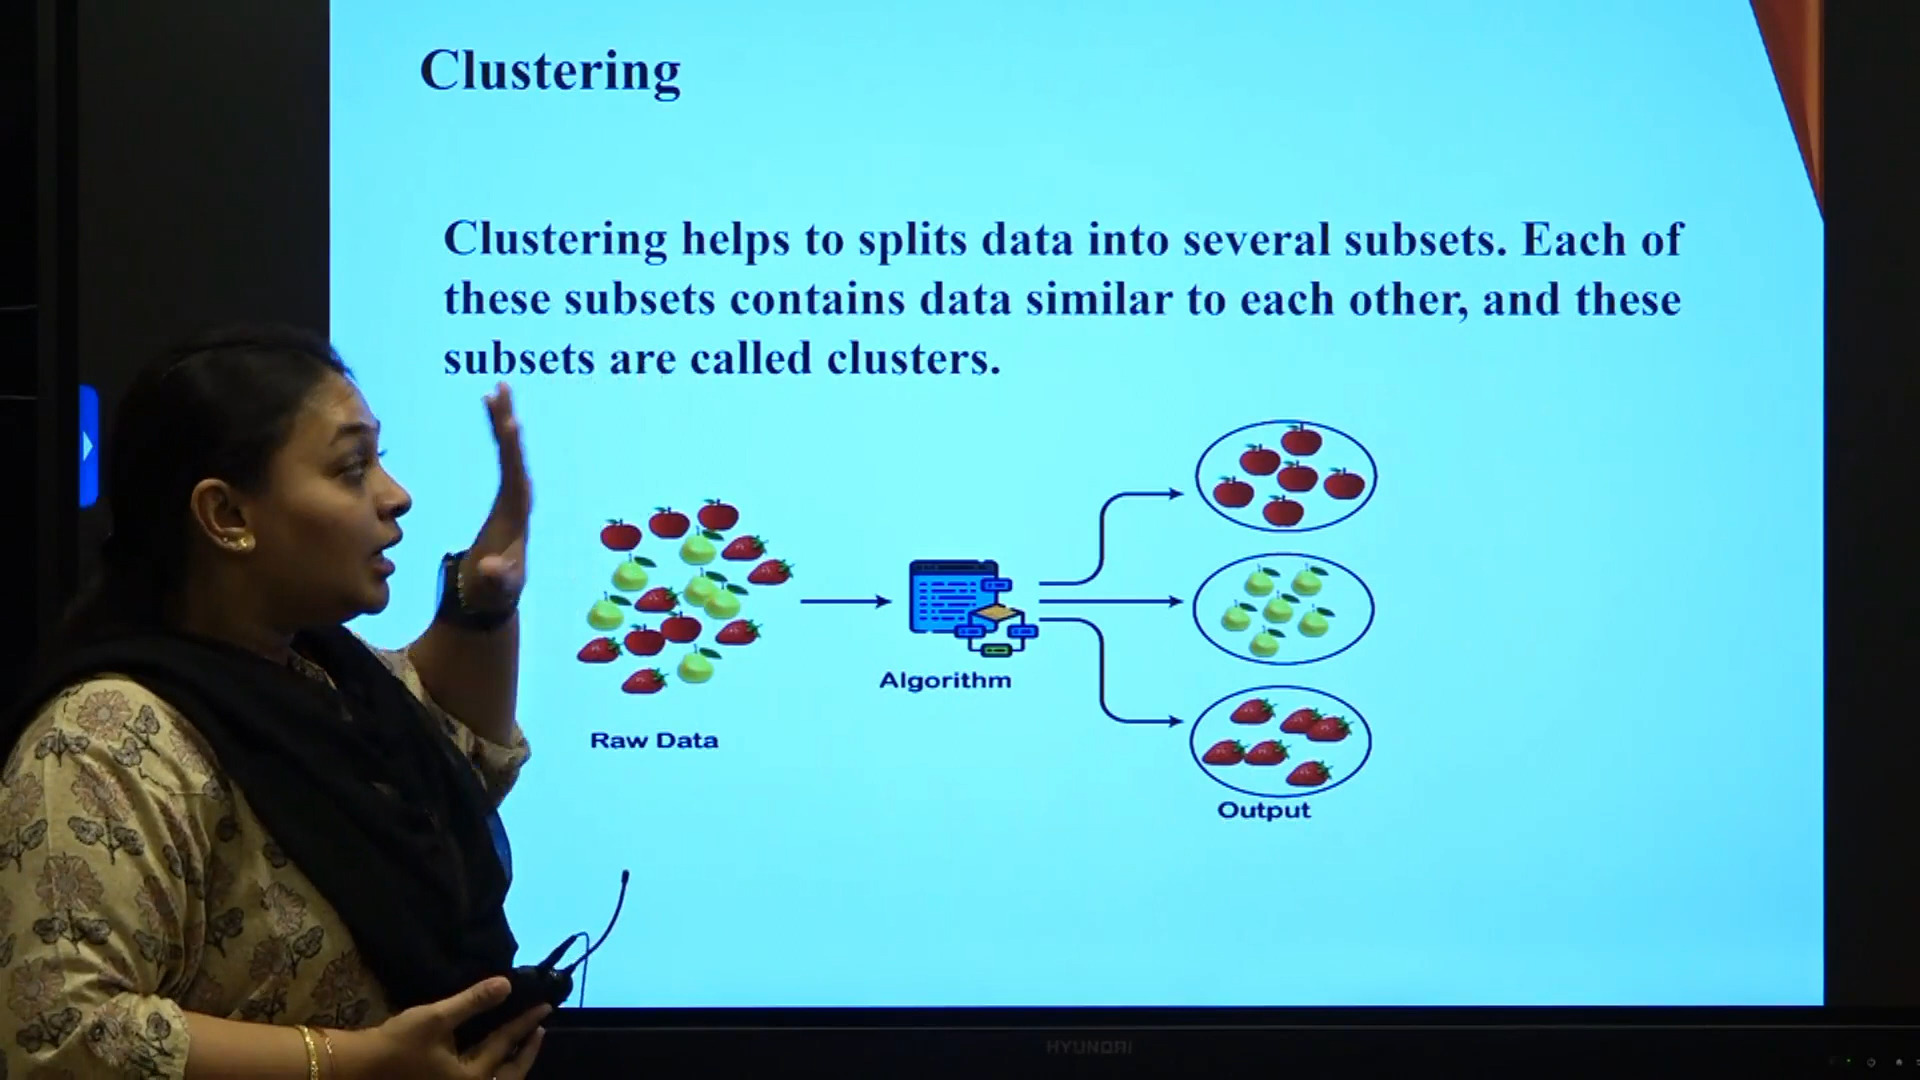 Clustering
Clustering helps to splits data into several subsets. Each of
these subsets contains data similar to each other, and these
subsets are called clusters.
Algorithm
Raw Data
Output
HYUNDAI